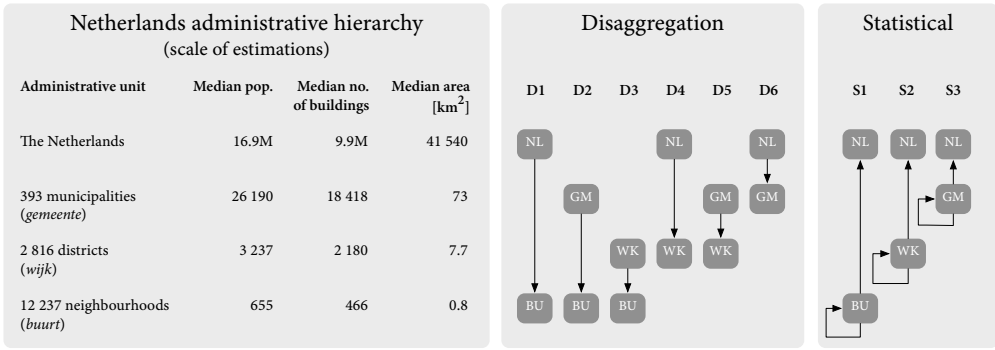 Netherlands administrative hierarchy
(scale of estimations)
Administrative unit Median pop. Median no. of buildings Median area [km²]
The Netherlands 16.9M 9.9M 41 540
393 municipalities 26 190 18 418 73
(gemeente)
2 816 districts 3 237 2 180 7.7
(wijk)
12 237 neighbourhoods 655 466 0.8
(buurt)
Disaggregation
D1 D2 D3 D4 D5 D6
NL NL NL
GM GM GM
WK WK WK
BU BU BU
Statistical
S1 S2 S3
NL NL NL
GM
WK
BU